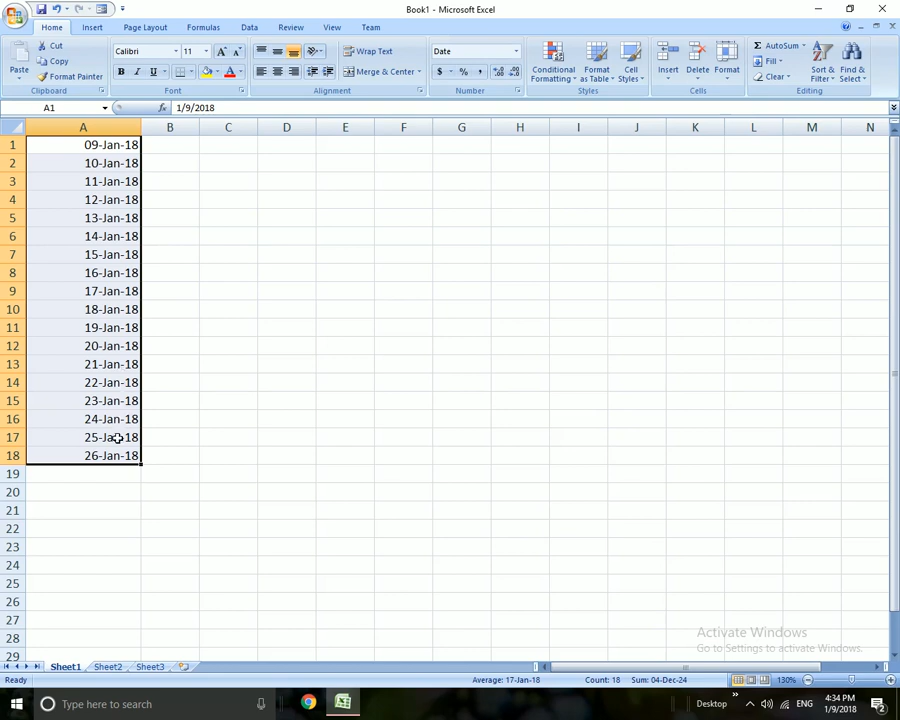 Book1 - Microsoft Excel
Home Insert Page Layout Formulas Data Review View Team
Paste
Cut
Copy
Format Painter
Clipboard
Calibri 11
B I U
Font
Wrap Text
Merge & Center
Alignment
Date
$ % ,
Number
Conditional Formatting
Format as Table
Cell Styles
Styles
Insert Delete Format
Cells
Σ AutoSum
Fill
Clear
Sort & Filter
Find & Select
Editing
A1 fx 1/9/2018
A B C D E F G H I J K L M N
1 09-Jan-18
2 10-Jan-18
3 11-Jan-18
4 12-Jan-18
5 13-Jan-18
6 14-Jan-18
7 15-Jan-18
8 16-Jan-18
9 17-Jan-18
10 18-Jan-18
11 19-Jan-18
12 20-Jan-18
13 21-Jan-18
14 22-Jan-18
15 23-Jan-18
16 24-Jan-18
17 25-Jan-18
18 26-Jan-18
19
20
21
22
23
24
25
26
27
28
29
Activate Windows
Go to Settings to activate Windows.
Sheet1 Sheet2 Sheet3
Ready Average: 17-Jan-18 Count: 18 Sum: 04-Dec-24 130%
Type here to search
Desktop
ENG
4:34 PM
1/9/2018
2